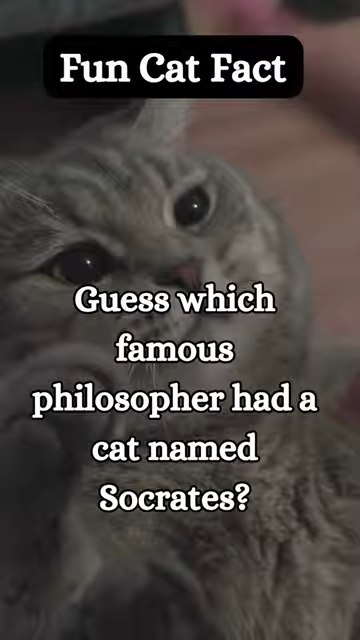 Fun Cat Fact
Guess which
famous
philosopher had a
cat named
Socrates?